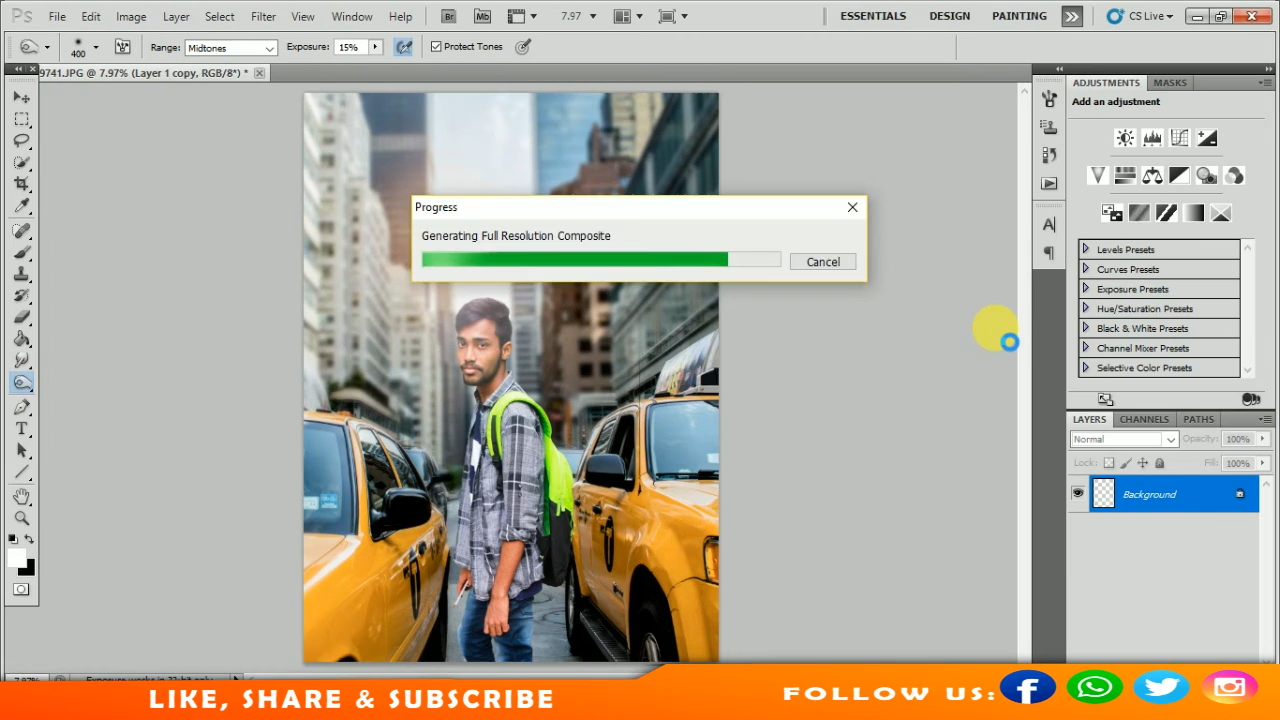 Ps File Edit Image Layer Select Filter View Window Help Br Mb 7.97 ESSENTIALS DESIGN PAINTING CS Live
400 Range: Midtones Exposure: 15% Protect Tones
9741.JPG @ 7.97% (Layer 1 copy, RGB/8*) *
ADJUSTMENTS MASKS
Add an adjustment
Progress
Generating Full Resolution Composite
Cancel
Levels Presets
Curves Presets
Exposure Presets
Hue/Saturation Presets
Black & White Presets
Channel Mixer Presets
Selective Color Presets
LAYERS CHANNELS PATHS
Normal Opacity: 100%
Lock: Fill: 100%
Background
7.97% Exposure works in 32-bit only
LIKE, SHARE & SUBSCRIBE
FOLLOW US: